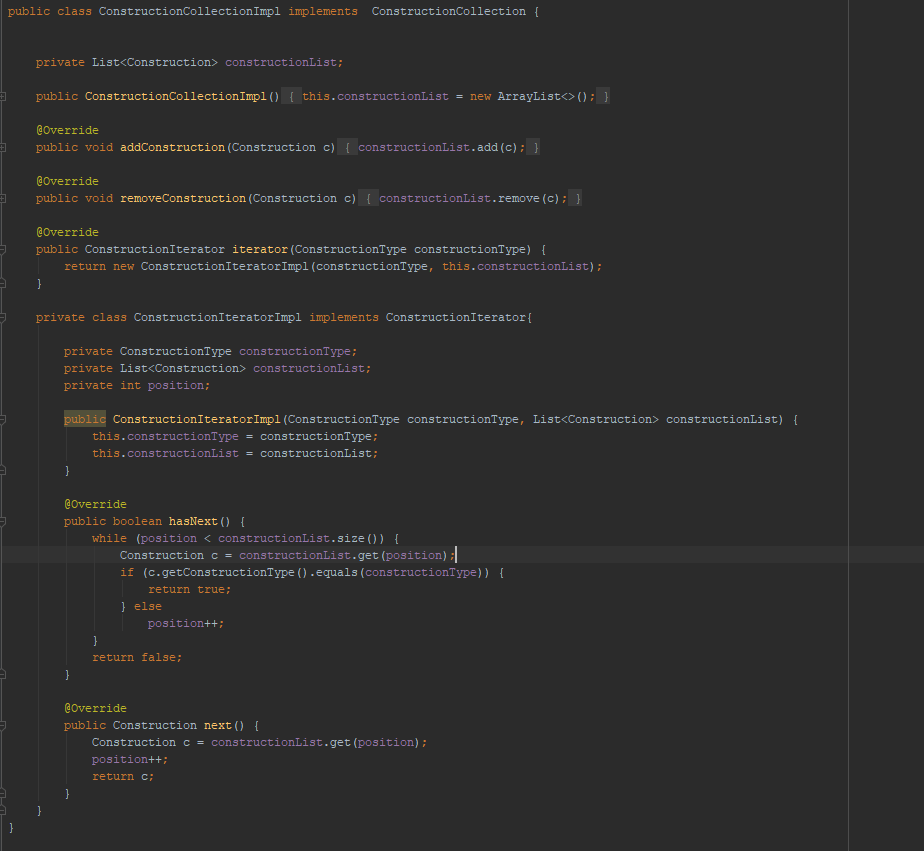 public class ConstructionCollectionImpl implements  ConstructionCollection {
private List<Construction> constructionList;
public ConstructionCollectionImpl() { this.constructionList = new ArrayList<>(); }
@Override
public void addConstruction(Construction c) { constructionList.add(c); }
@Override
public void removeConstruction(Construction c) { constructionList.remove(c); }
@Override
public ConstructionIterator iterator(ConstructionType constructionType) {
return new ConstructionIteratorImpl(constructionType, this.constructionList);
}
private class ConstructionIteratorImpl implements ConstructionIterator{
private ConstructionType constructionType;
private List<Construction> constructionList;
private int position;
public ConstructionIteratorImpl(ConstructionType constructionType, List<Construction> constructionList) {
this.constructionType = constructionType;
this.constructionList = constructionList;
}
@Override
public boolean hasNext() {
while (position < constructionList.size()) {
Construction c = constructionList.get(position);
if (c.getConstructionType().equals(constructionType)) {
return true;
} else
position++;
}
return false;
}
@Override
public Construction next() {
Construction c = constructionList.get(position);
position++;
return c;
}
}
}